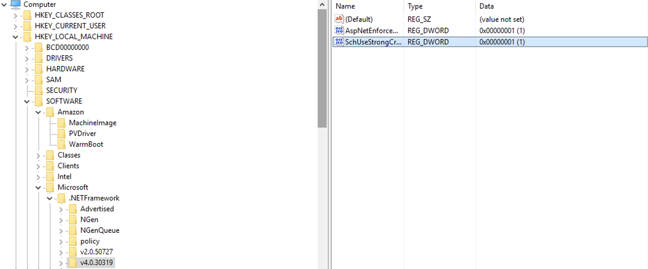 Computer
HKEY_CLASSES_ROOT
HKEY_CURRENT_USER
HKEY_LOCAL_MACHINE
BCD00000000
DRIVERS
HARDWARE
SAM
SECURITY
SOFTWARE
Amazon
MachineImage
PVDriver
WarmBoot
Classes
Clients
Intel
Microsoft
.NETFramework
Advertised
NGen
NGenQueue
policy
v2.0.50727
v4.0.30319
Name Type Data
(Default) REG_SZ (value not set)
AspNetEnforce... REG_DWORD 0x00000001 (1)
SchUseStrongCr... REG_DWORD 0x00000001 (1)